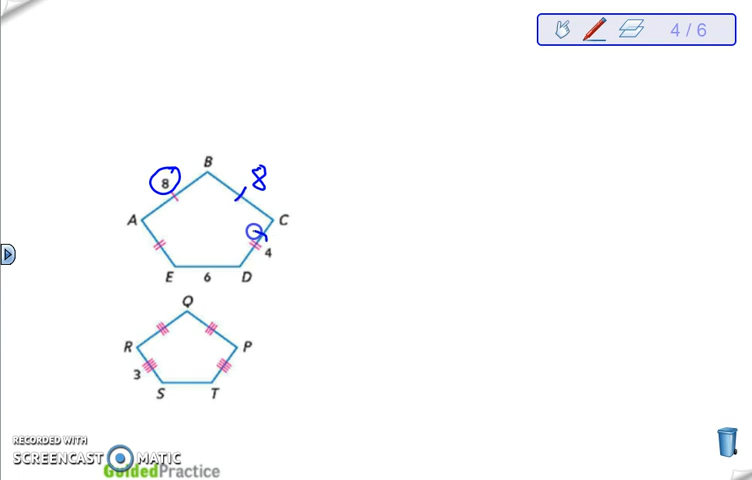 4 / 6
B
8
8
A
C
4
E
6
D
Q
R
P
3
S
T
RECORDED WITH
SCREENCAST MATIC
GuidedPractice